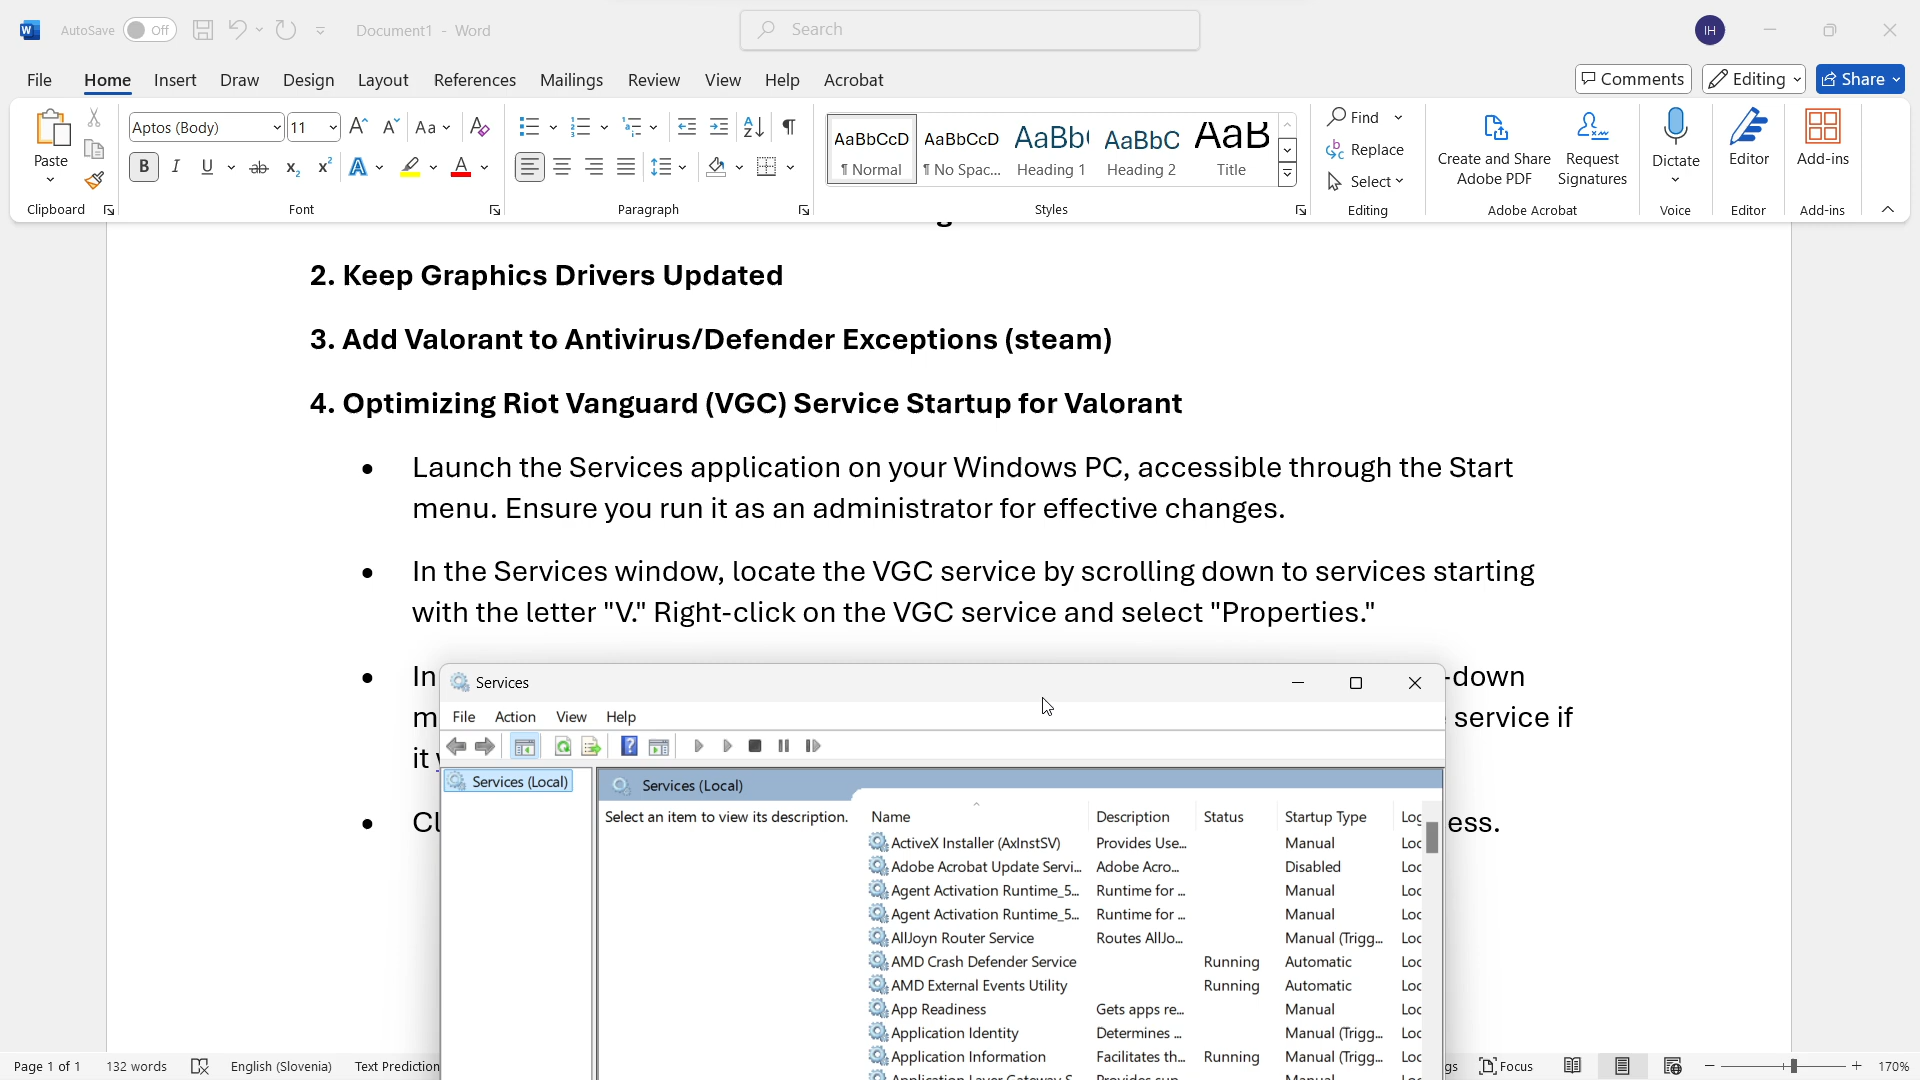 AutoSave Off Document1 - Word Search IH
File Home Insert Draw Design Layout References Mailings Review View Help Acrobat Comments Editing Share
Paste Aptos (Body) 11 Aa
B I U ab x₂ x² A A
AaBbCcD AaBbCcD AaBb( AaBbC AaB
¶ Normal ¶ No Spac... Heading 1 Heading 2 Title
Find
Replace
Select
Create and Share Adobe PDF
Request Signatures
Dictate Editor Add-ins
Clipboard Font Paragraph Styles Editing Adobe Acrobat Voice Editor Add-ins
2. Keep Graphics Drivers Updated
3. Add Valorant to Antivirus/Defender Exceptions (steam)
4. Optimizing Riot Vanguard (VGC) Service Startup for Valorant
• Launch the Services application on your Windows PC, accessible through the Start
menu. Ensure you run it as an administrator for effective changes.
• In the Services window, locate the VGC service by scrolling down to services starting
with the letter "V." Right-click on the VGC service and select "Properties."
• In -down
m service if
it
• Cl ess.
Services
File Action View Help
Services (Local)
Services (Local)
Select an item to view its description.
Name Description Status Startup Type Log
ActiveX Installer (AxInstSV) Provides Use... Manual Loc
Adobe Acrobat Update Servi... Adobe Acro... Disabled Loc
Agent Activation Runtime_5... Runtime for ... Manual Loc
Agent Activation Runtime_5... Runtime for ... Manual Loc
AllJoyn Router Service Routes AllJo... Manual (Trigg... Loc
AMD Crash Defender Service Running Automatic Loc
AMD External Events Utility Running Automatic Loc
App Readiness Gets apps re... Manual Loc
Application Identity Determines ... Manual (Trigg... Loc
Application Information Facilitates th... Running Manual (Trigg... Loc
Page 1 of 1 132 words English (Slovenia) Text Prediction gs Focus 170%